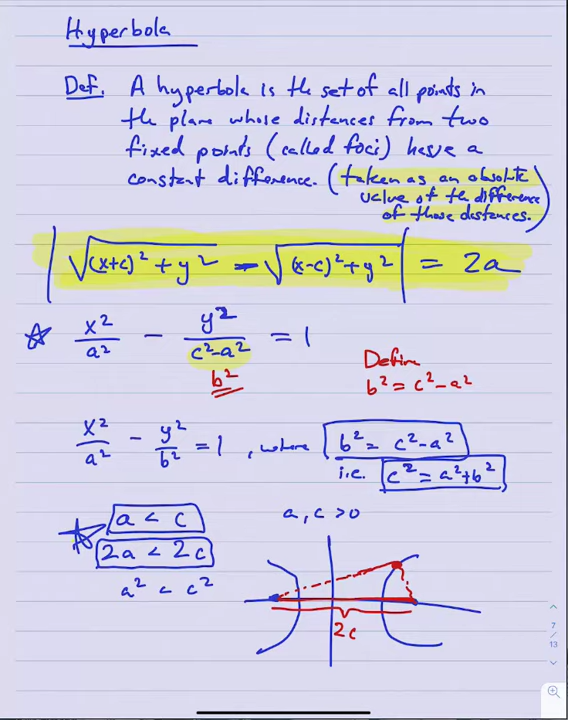 Hyperbola
Def. A hyperbola is the set of all points in
the plane whose distances from two
fixed points (called foci) have a
constant difference. (taken as an absolute
value of the difference
of those distances.)
|√(x+c)² + y² − √(x-c)² + y²| = 2a
☆ x²/a² − y²/(c²-a²) = 1
b²
Define
b² = c² - a²
x²/a² − y²/b² = 1, where b² = c² - a²
i.e. c² = a² + b²
☆ a < c
a, c > 0
2a < 2c
a² < c²
2c
7
/
13